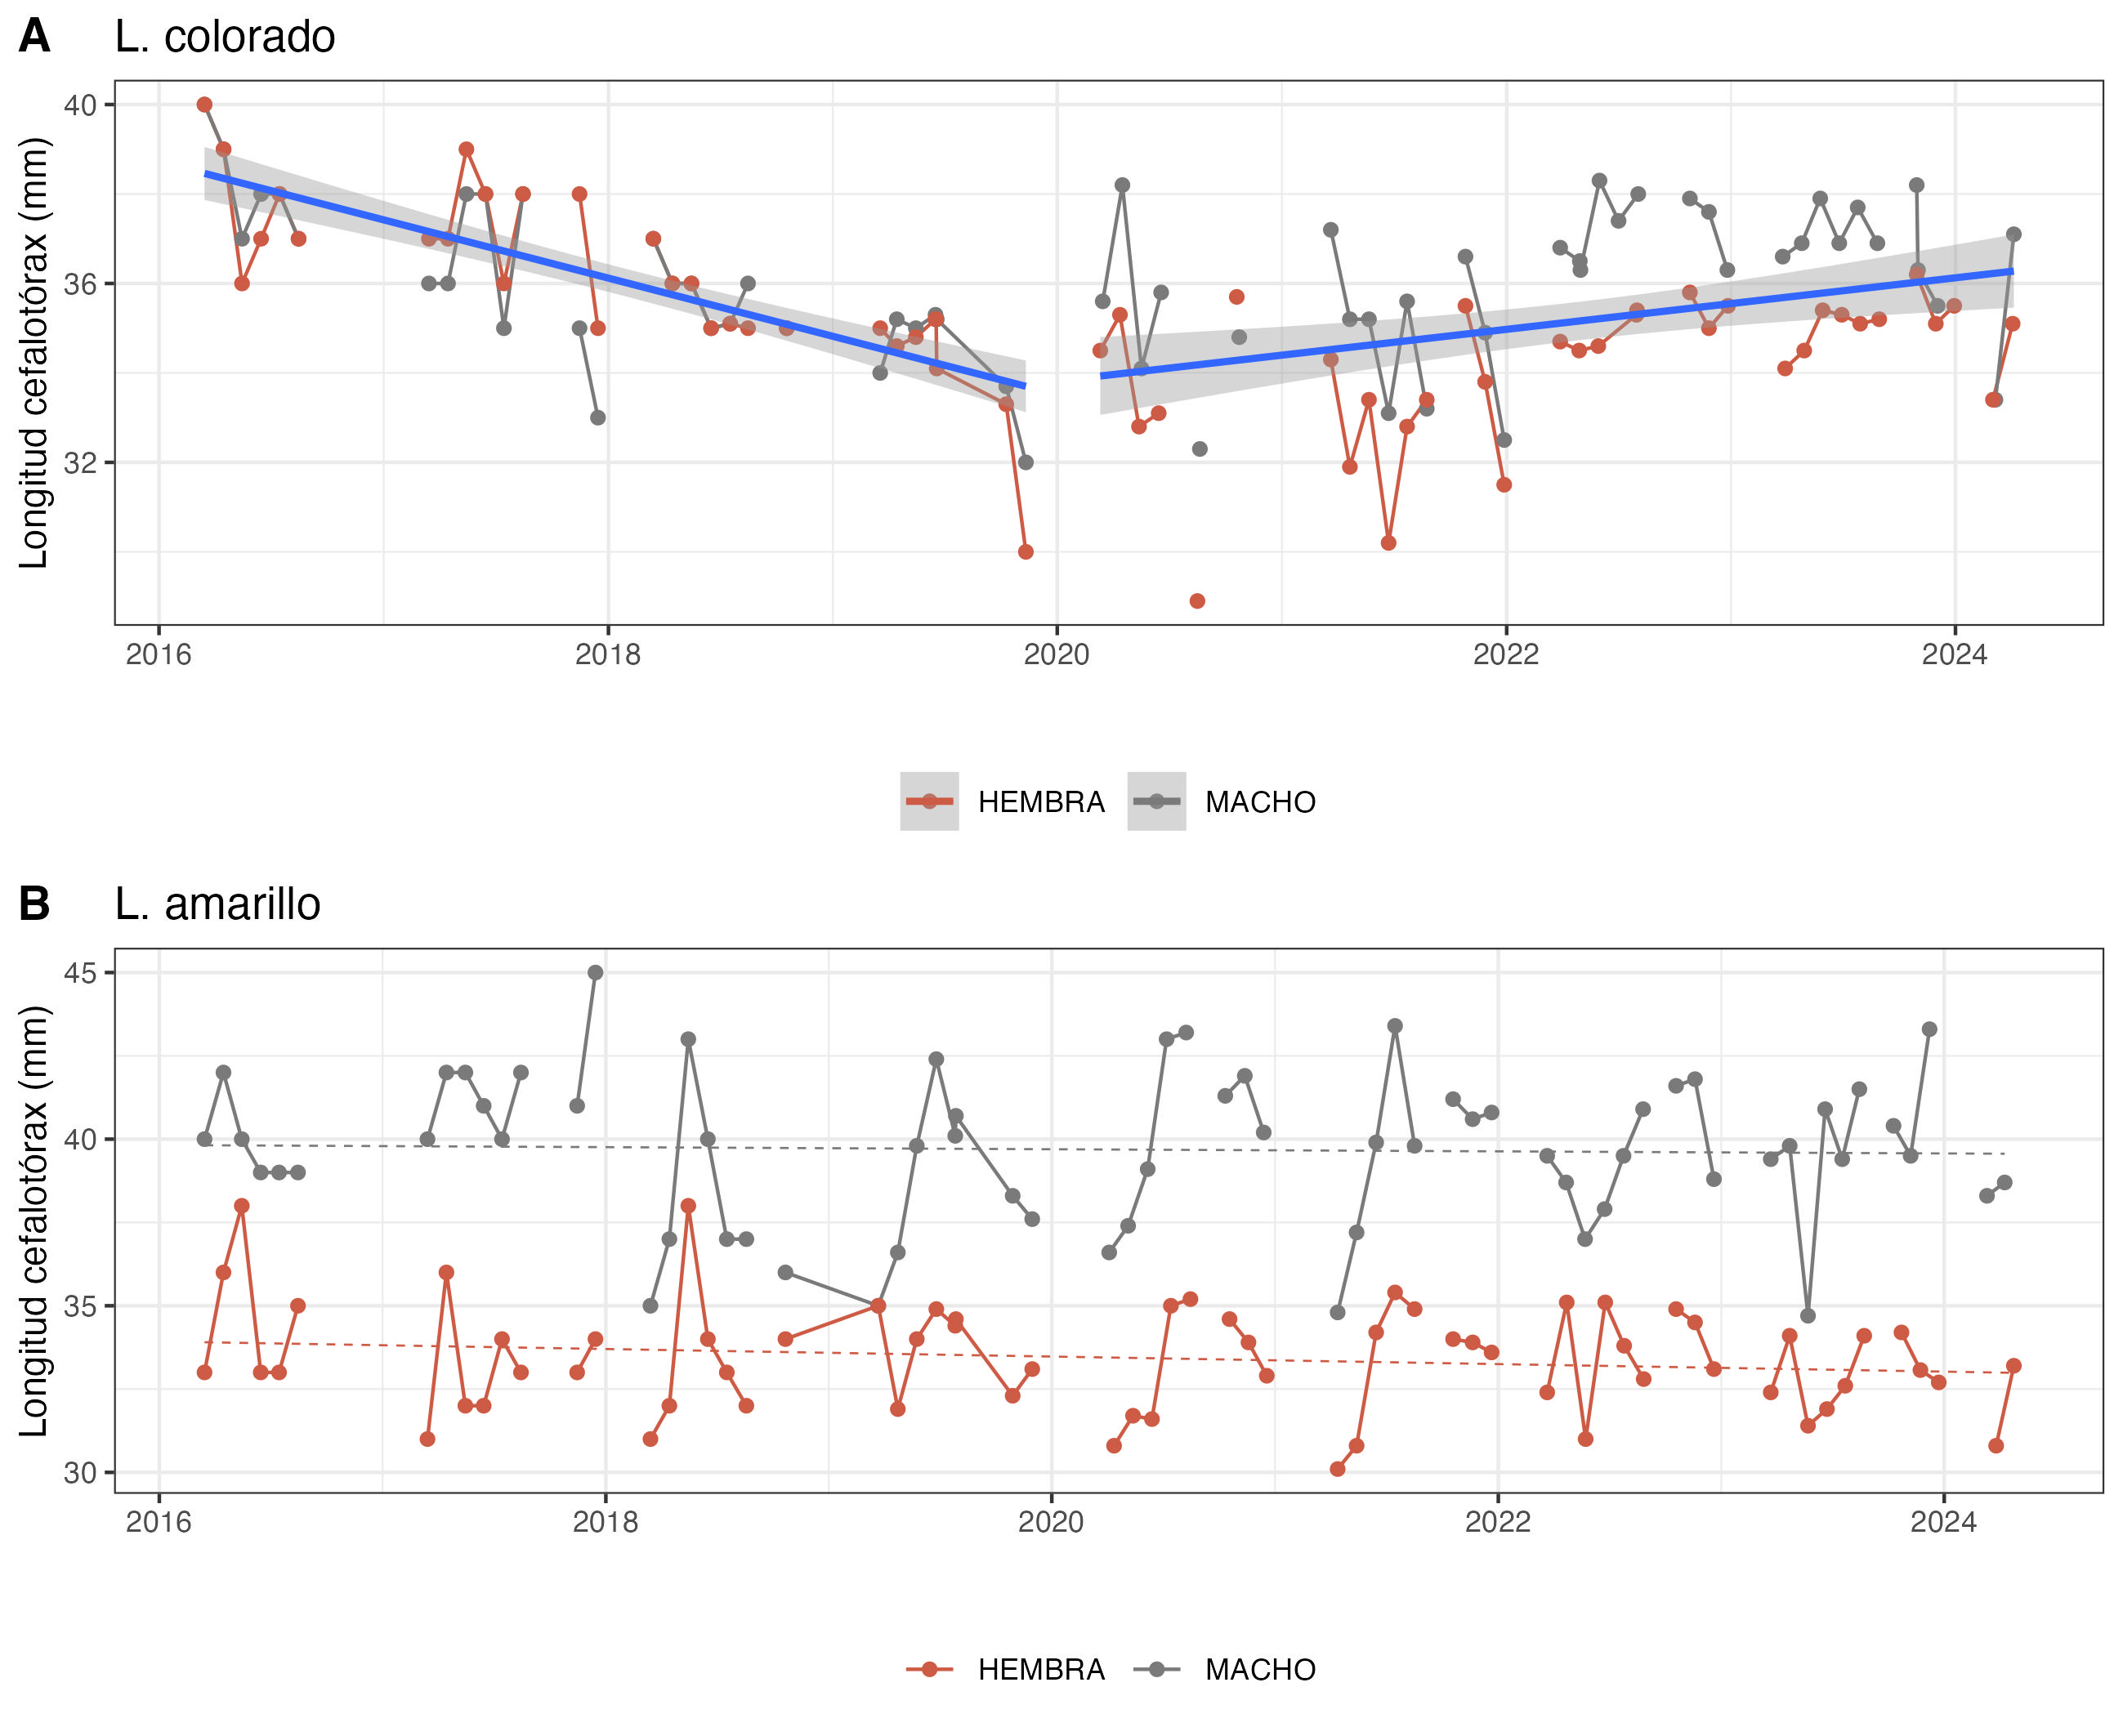 A L. colorado
Longitud cefalotórax (mm)
40
36
32
2016 2018 2020 2022 2024
HEMBRA MACHO
B L. amarillo
Longitud cefalotórax (mm)
45
40
35
30
2016 2018 2020 2022 2024
HEMBRA MACHO